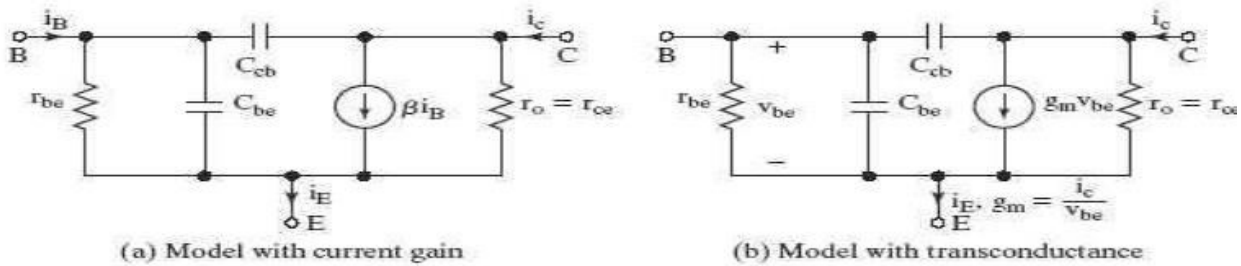 i_B
i_c
B
C_cb
C
r_be
C_be
βi_B
r_o = r_ce
i_E
E
(a) Model with current gain
i_c
B
+
C_cb
C
r_be
v_be
C_be
g_m v_be
r_o = r_ce
−
i_E, g_m = i_c / v_be
E
(b) Model with transconductance